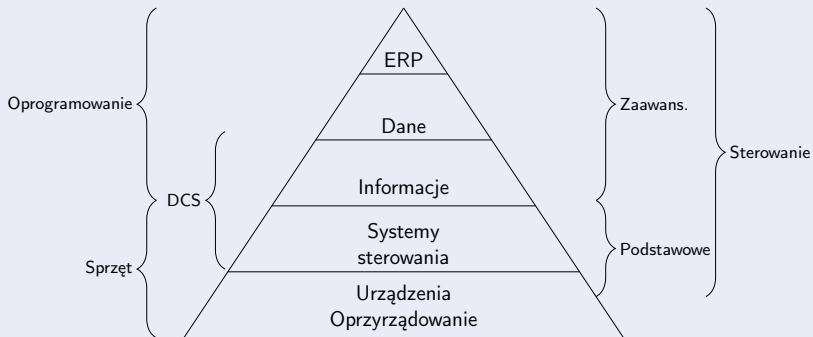 ERP
Oprogramowanie
Zaawans.
Dane
Sterowanie
Informacje
DCS
Systemy
sterowania
Podstawowe
Sprzęt
Urządzenia
Oprzyrządowanie